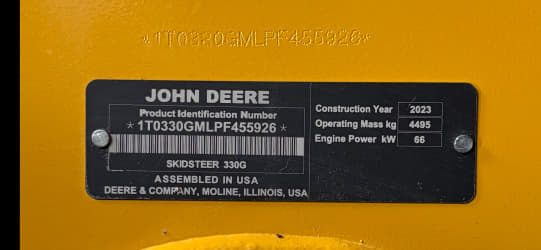 *1T0330GMLPF455926*
JOHN DEERE
Product Identification Number
*1T0330GMLPF455926*
SKIDSTEER 330G
ASSEMBLED IN USA
DEERE & COMPANY, MOLINE, ILLINOIS, USA
Construction Year 2023
Operating Mass kg 4495
Engine Power kW 66